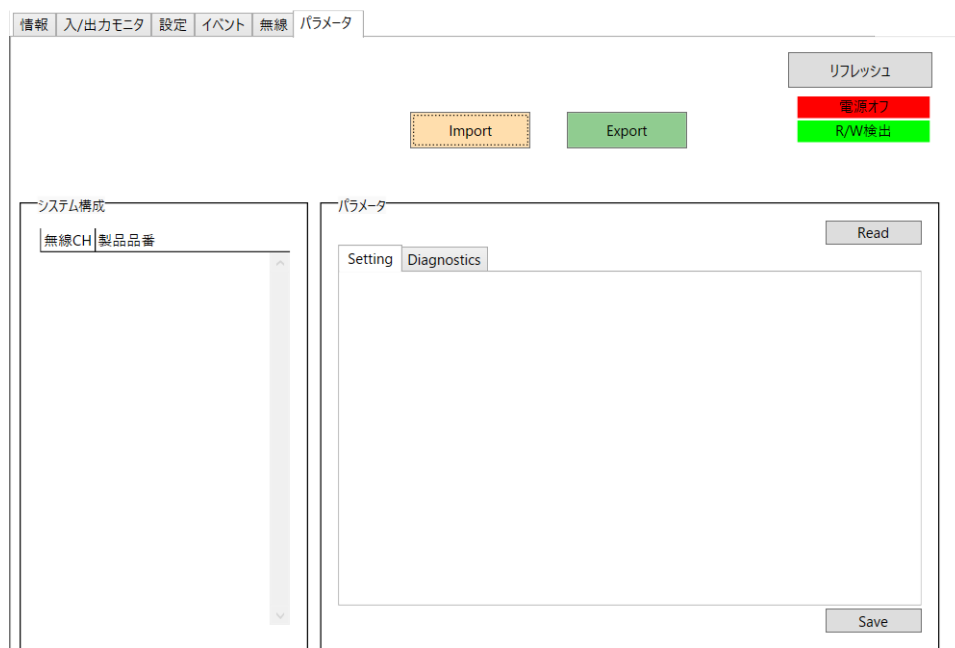 情報 入/出力モニタ 設定 イベント 無線 パラメータ
リフレッシュ
電源オフ
Import Export R/W検出
システム構成
無線CH 製品品番
パラメータ
Read
Setting Diagnostics
Save